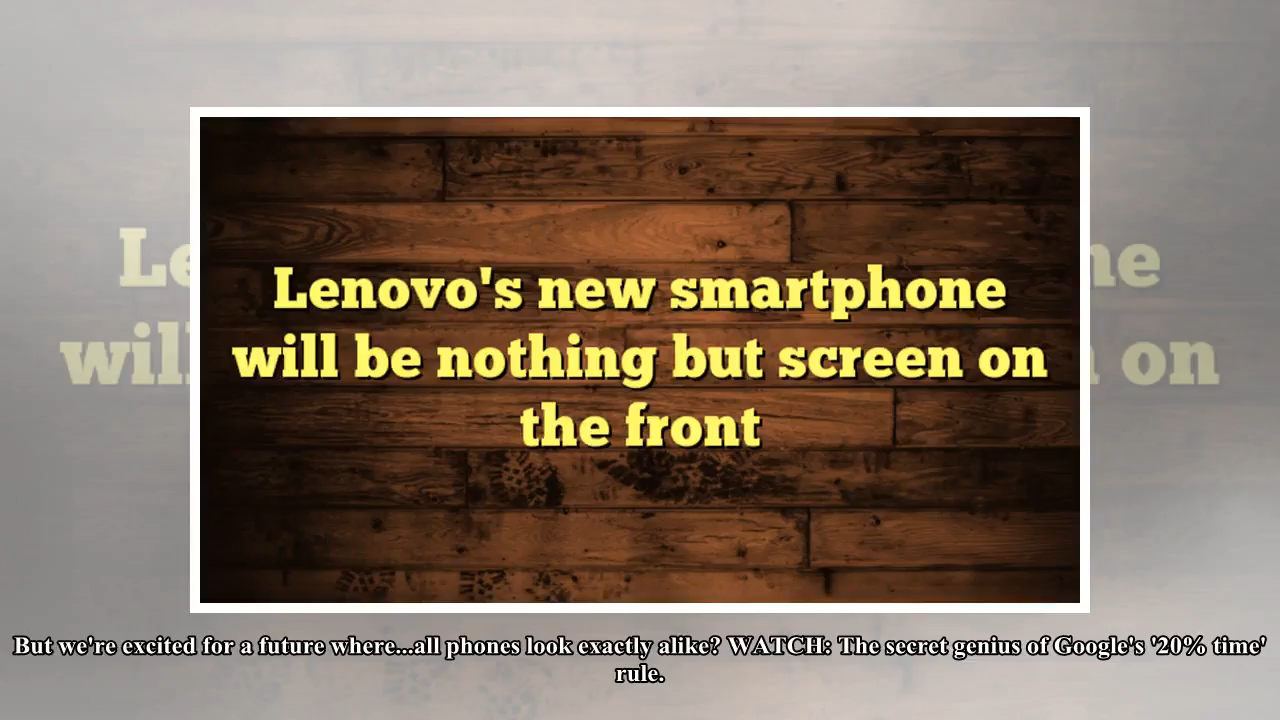 Lenovo's new smartphone
will be nothing but screen on
the front
But we're excited for a future where...all phones look exactly alike? WATCH: The secret genius of Google's '20% time'
rule.